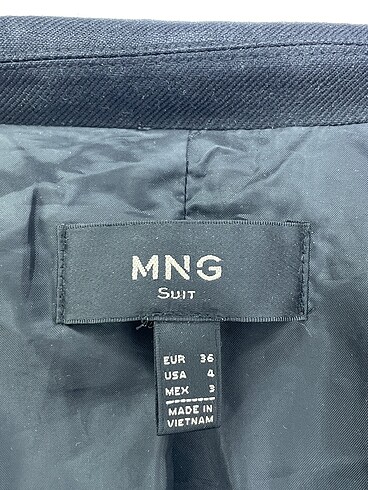 MNG
SUIT
EUR 36
USA 4
MEX 3
MADE IN
VIETNAM